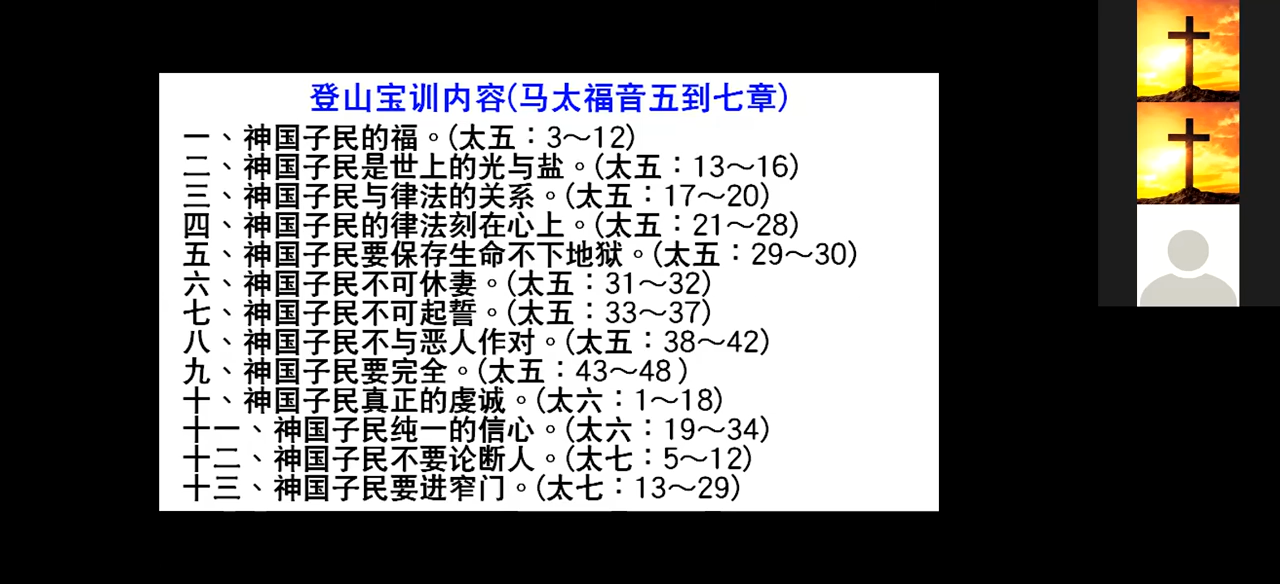 登山宝训内容(马太福音五到七章)
一、神国子民的福。(太五：3～12)
二、神国子民是世上的光与盐。(太五：13～16)
三、神国子民与律法的关系。(太五：17～20)
四、神国子民的律法刻在心上。(太五：21～28)
五、神国子民要保存生命不下地狱。(太五：29～30)
六、神国子民不可休妻。(太五：31～32)
七、神国子民不可起誓。(太五：33～37)
八、神国子民不与恶人作对。(太五：38～42)
九、神国子民要完全。(太五：43～48 )
十、神国子民真正的虔诚。(太六：1～18)
十一、神国子民纯一的信心。(太六：19～34)
十二、神国子民不要论断人。(太七：5～12)
十三、神国子民要进窄门。(太七：13～29)